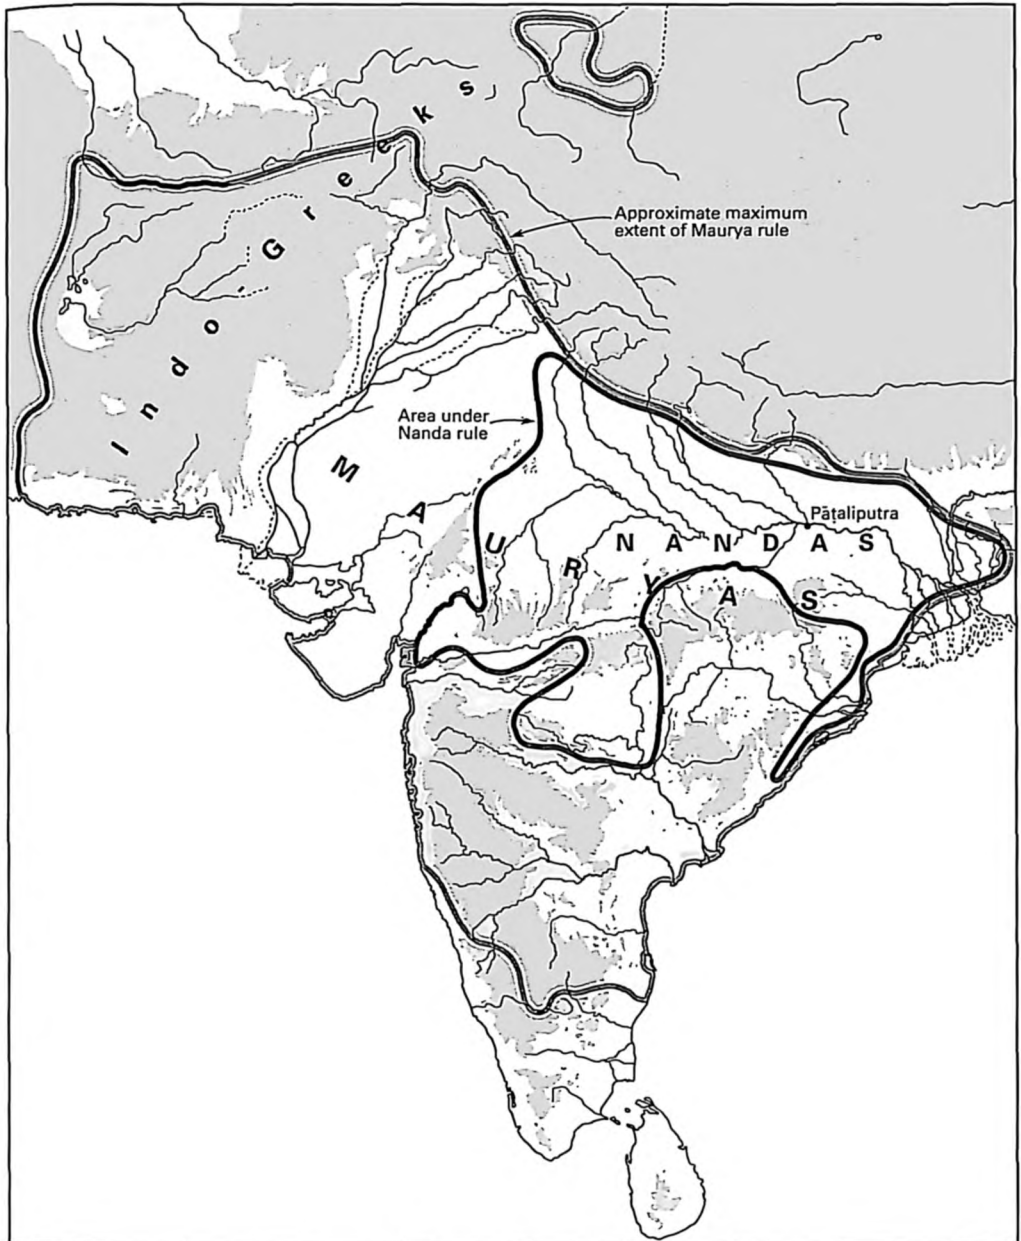 Indo-Greeks
Approximate maximum
extent of Maurya rule
Area under
Nanda rule
MAURYAS
Pāṭaliputra
NANDAS